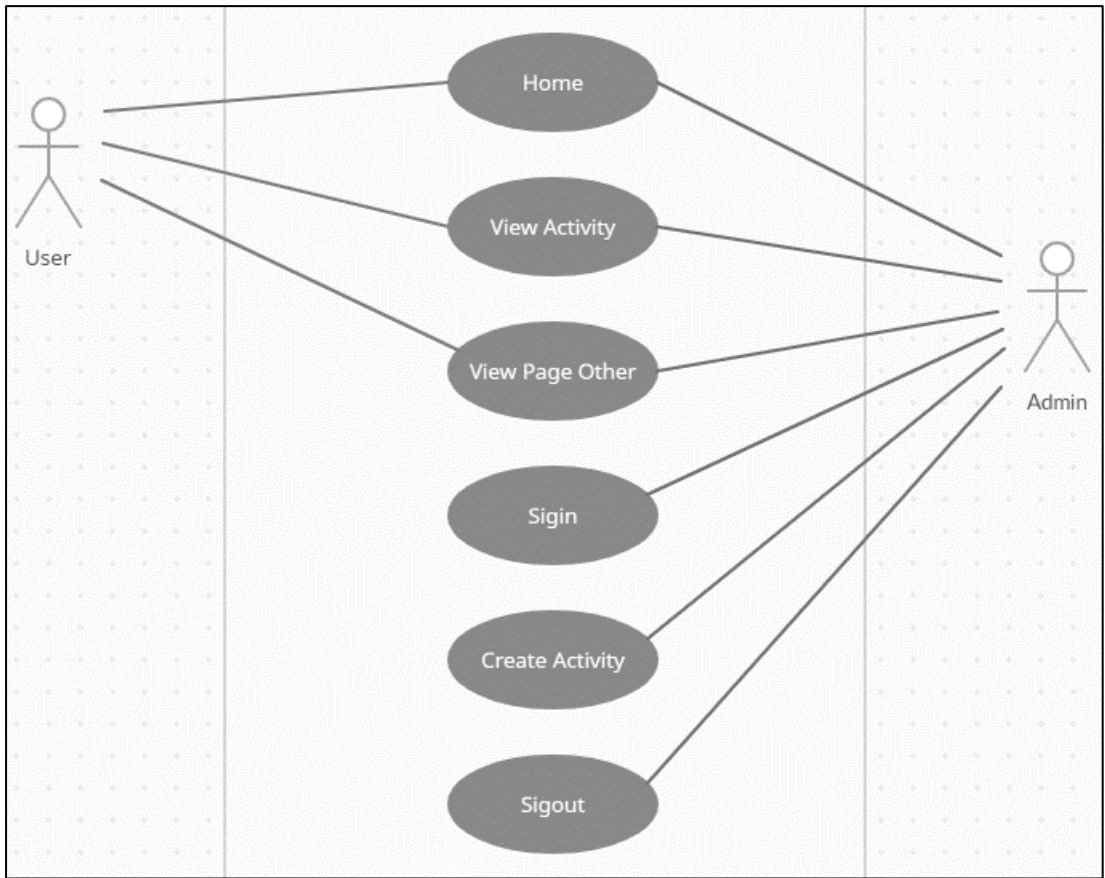 Home
View Activity
User
View Page Other
Admin
Sigin
Create Activity
Sigout